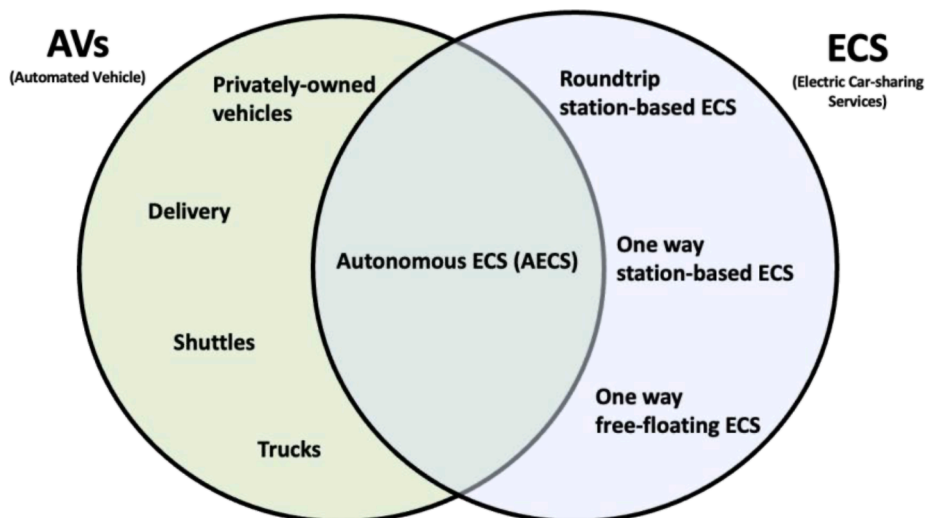 AVs
(Automated Vehicle)
ECS
(Electric Car-sharing
Services)
Privately-owned
vehicles
Delivery
Shuttles
Trucks
Autonomous ECS (AECS)
Roundtrip
station-based ECS
One way
station-based ECS
One way
free-floating ECS